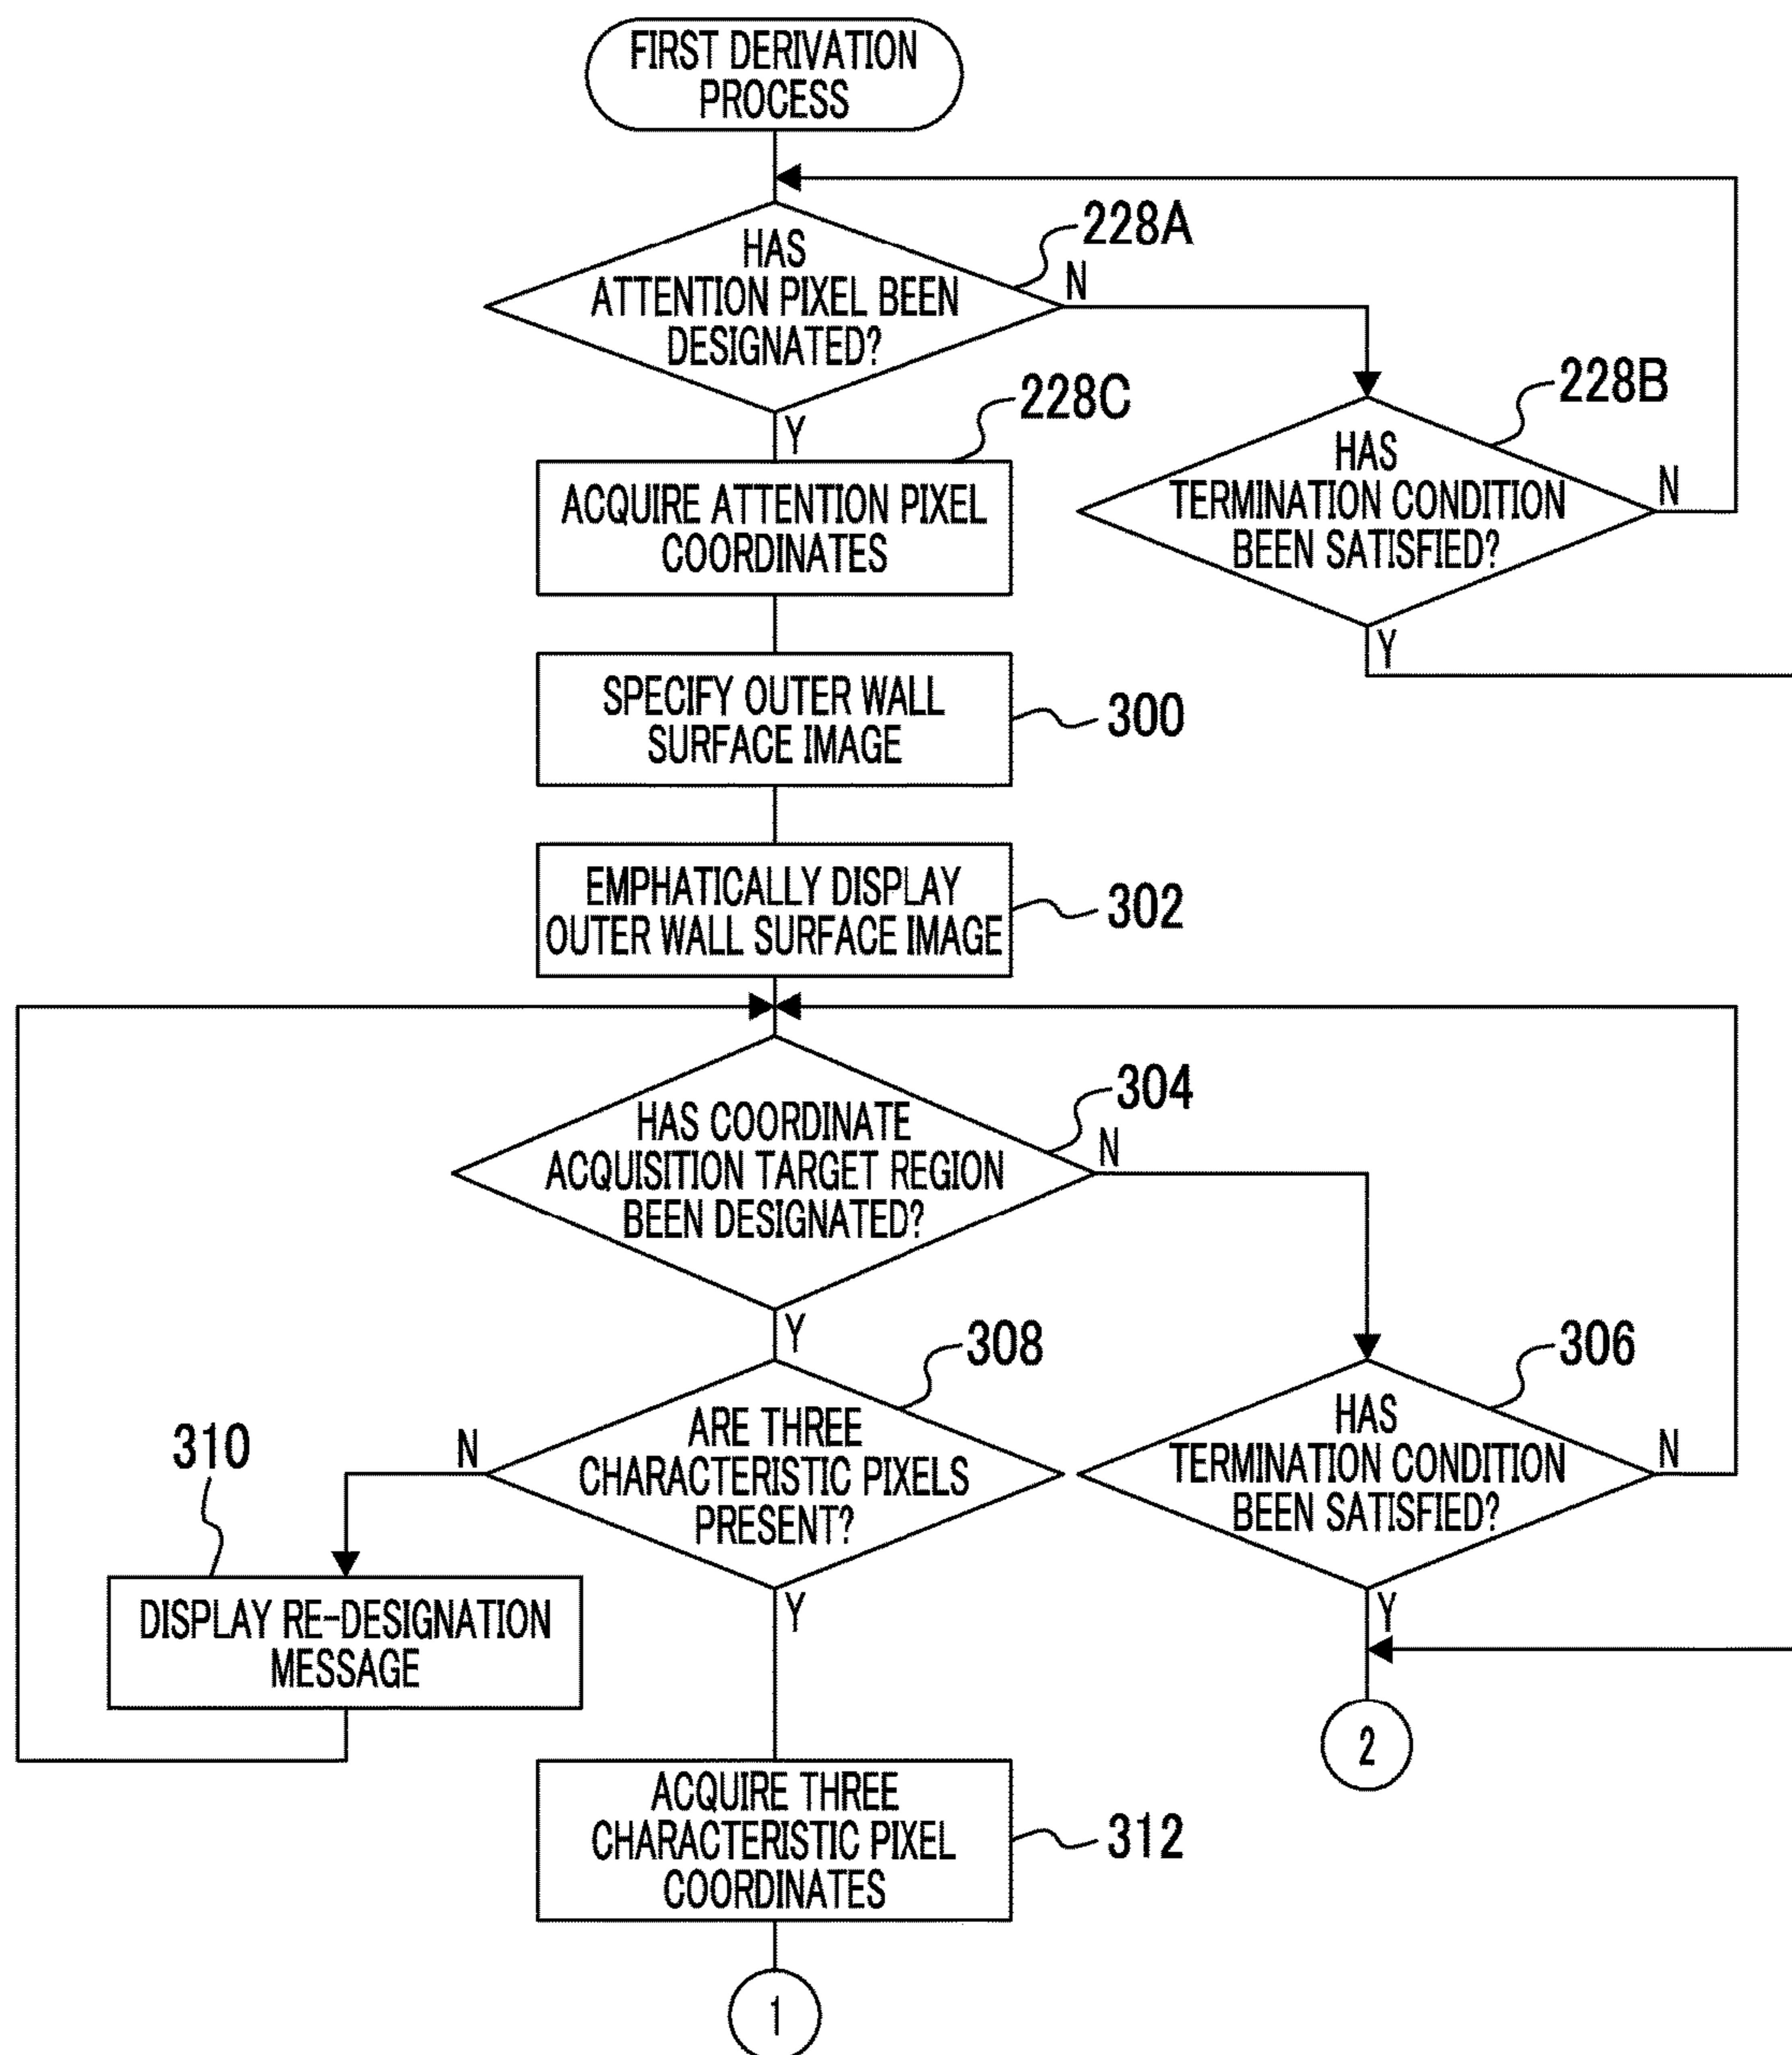 FIRST DERIVATION
PROCESS
HAS
ATTENTION PIXEL BEEN
DESIGNATED?
228A
N
Y
228C
ACQUIRE ATTENTION PIXEL
COORDINATES
228B
HAS
TERMINATION CONDITION
BEEN SATISFIED?
N
Y
SPECIFY OUTER WALL
SURFACE IMAGE
300
EMPHATICALLY DISPLAY
OUTER WALL SURFACE IMAGE
302
HAS COORDINATE
ACQUISITION TARGET REGION
BEEN DESIGNATED?
304
N
Y
308
ARE THREE
CHARACTERISTIC PIXELS
PRESENT?
N
Y
306
HAS
TERMINATION CONDITION
BEEN SATISFIED?
N
Y
310
DISPLAY RE-DESIGNATION
MESSAGE
2
ACQUIRE THREE
CHARACTERISTIC PIXEL
COORDINATES
312
1